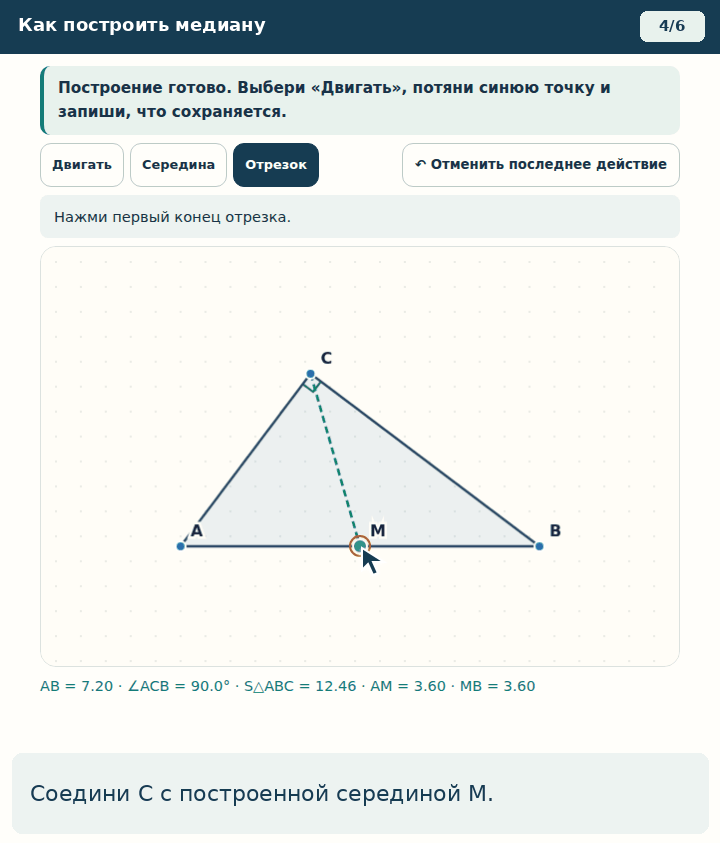 Как построить медиану
4/6
Построение готово. Выбери «Двигать», потяни синюю точку и
запиши, что сохраняется.
Двигать
Середина
Отрезок
↶ Отменить последнее действие
Нажми первый конец отрезка.
C
A
M
B
AB = 7.20 · ∠ACB = 90.0° · S△ABC = 12.46 · AM = 3.60 · MB = 3.60
Соедини C с построенной серединой M.